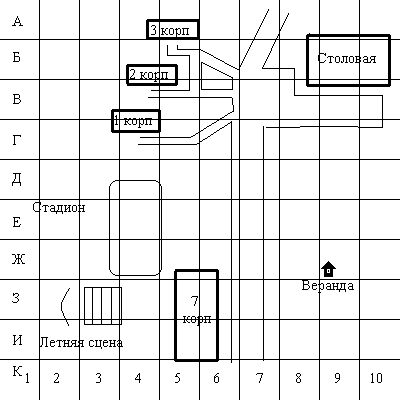 А
3 корп
Б
Столовая
2 корп
В
1 корп
Г
Д
Стадион
Е
Ж
Веранда
З
7
корп
И
Летняя сцена
К
1 2 3 4 5 6 7 8 9 10